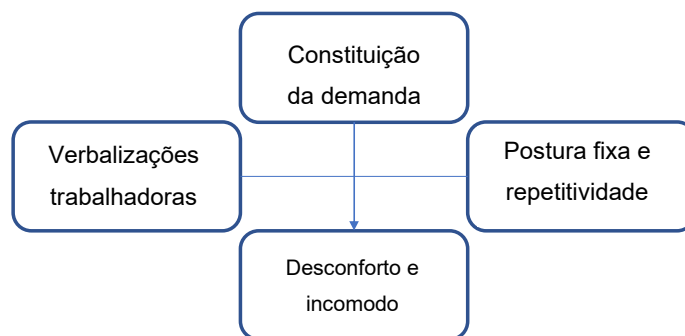 Constituição
da demanda
Verbalizações
trabalhadoras
Postura fixa e
repetitividade
Desconforto e
incomodo